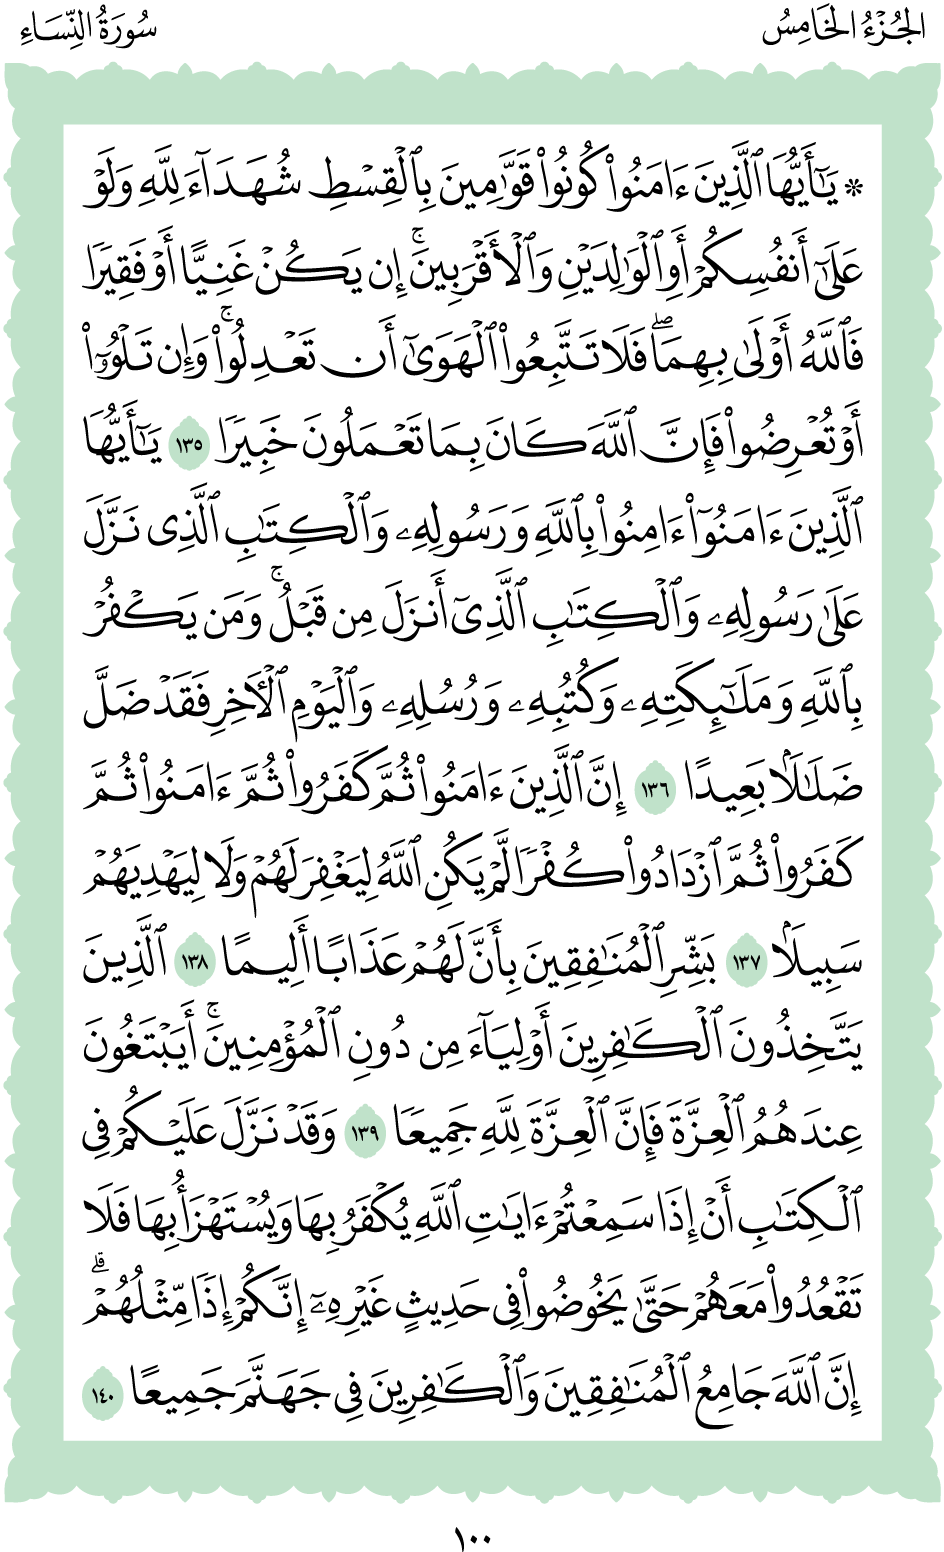 الجُزْءُ الخَامِسُ
سُورَةُ النِّسَاءِ
۞ يَـٰٓأَيُّهَا ٱلَّذِينَ ءَامَنُوا۟ كُونُوا۟ قَوَّٰمِينَ بِٱلْقِسْطِ شُهَدَآءَ لِلَّهِ وَلَوْ
عَلَىٰٓ أَنفُسِكُمْ أَوِ ٱلْوَٰلِدَيْنِ وَٱلْأَقْرَبِينَ ۚ إِن يَكُنْ غَنِيًّا أَوْ فَقِيرًا
فَٱللَّهُ أَوْلَىٰ بِهِمَا ۖ فَلَا تَتَّبِعُوا۟ ٱلْهَوَىٰٓ أَن تَعْدِلُوا۟ ۚ وَإِن تَلْوُۥٓا۟
أَوْ تُعْرِضُوا۟ فَإِنَّ ٱللَّهَ كَانَ بِمَا تَعْمَلُونَ خَبِيرًا ١٣٥ يَـٰٓأَيُّهَا
ٱلَّذِينَ ءَامَنُوٓا۟ ءَامِنُوا۟ بِٱللَّهِ وَرَسُولِهِۦ وَٱلْكِتَـٰبِ ٱلَّذِى نَزَّلَ
عَلَىٰ رَسُولِهِۦ وَٱلْكِتَـٰبِ ٱلَّذِىٓ أَنزَلَ مِن قَبْلُ ۚ وَمَن يَكْفُرْ
بِٱللَّهِ وَمَلَـٰٓئِكَتِهِۦ وَكُتُبِهِۦ وَرُسُلِهِۦ وَٱلْيَوْمِ ٱلْـَٔاخِرِ فَقَدْ ضَلَّ
ضَلَـٰلًۢا بَعِيدًا ١٣٦ إِنَّ ٱلَّذِينَ ءَامَنُوا۟ ثُمَّ كَفَرُوا۟ ثُمَّ ءَامَنُوا۟ ثُمَّ
كَفَرُوا۟ ثُمَّ ٱزْدَادُوا۟ كُفْرًا لَّمْ يَكُنِ ٱللَّهُ لِيَغْفِرَ لَهُمْ وَلَا لِيَهْدِيَهُمْ
سَبِيلًۢا ١٣٧ بَشِّرِ ٱلْمُنَـٰفِقِينَ بِأَنَّ لَهُمْ عَذَابًا أَلِيمًا ١٣٨ ٱلَّذِينَ
يَتَّخِذُونَ ٱلْكَـٰفِرِينَ أَوْلِيَآءَ مِن دُونِ ٱلْمُؤْمِنِينَ ۚ أَيَبْتَغُونَ
عِندَهُمُ ٱلْعِزَّةَ فَإِنَّ ٱلْعِزَّةَ لِلَّهِ جَمِيعًا ١٣٩ وَقَدْ نَزَّلَ عَلَيْكُمْ فِى
ٱلْكِتَـٰبِ أَنْ إِذَا سَمِعْتُمْ ءَايَـٰتِ ٱللَّهِ يُكْفَرُ بِهَا وَيُسْتَهْزَأُ بِهَا فَلَا
تَقْعُدُوا۟ مَعَهُمْ حَتَّىٰ يَخُوضُوا۟ فِى حَدِيثٍ غَيْرِهِۦٓ ۚ إِنَّكُمْ إِذًا مِّثْلُهُمْ ۗ
إِنَّ ٱللَّهَ جَامِعُ ٱلْمُنَـٰفِقِينَ وَٱلْكَـٰفِرِينَ فِى جَهَنَّمَ جَمِيعًا ١٤٠
١٠٠